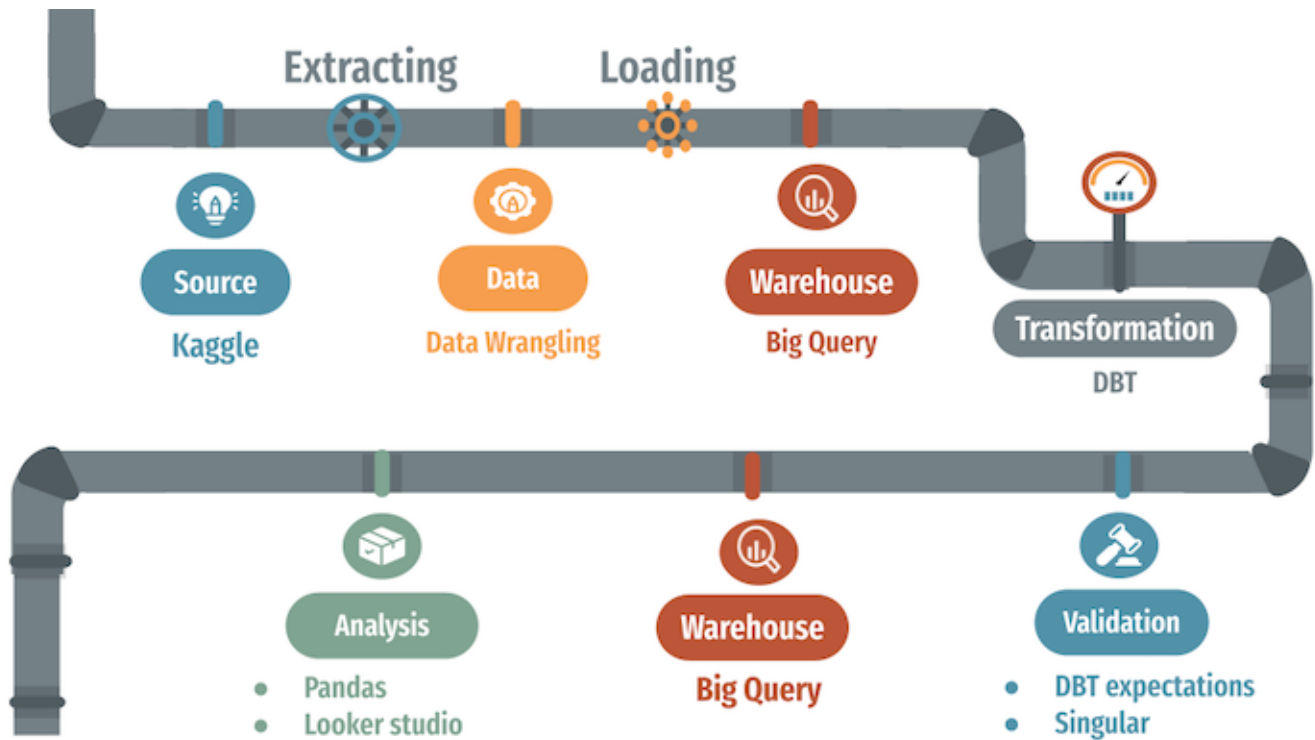 Extracting
Loading
Source
Kaggle
Data
Data Wrangling
Warehouse
Big Query
Transformation
DBT
Analysis
• Pandas
• Looker studio
Warehouse
Big Query
Validation
• DBT expectations
• Singular